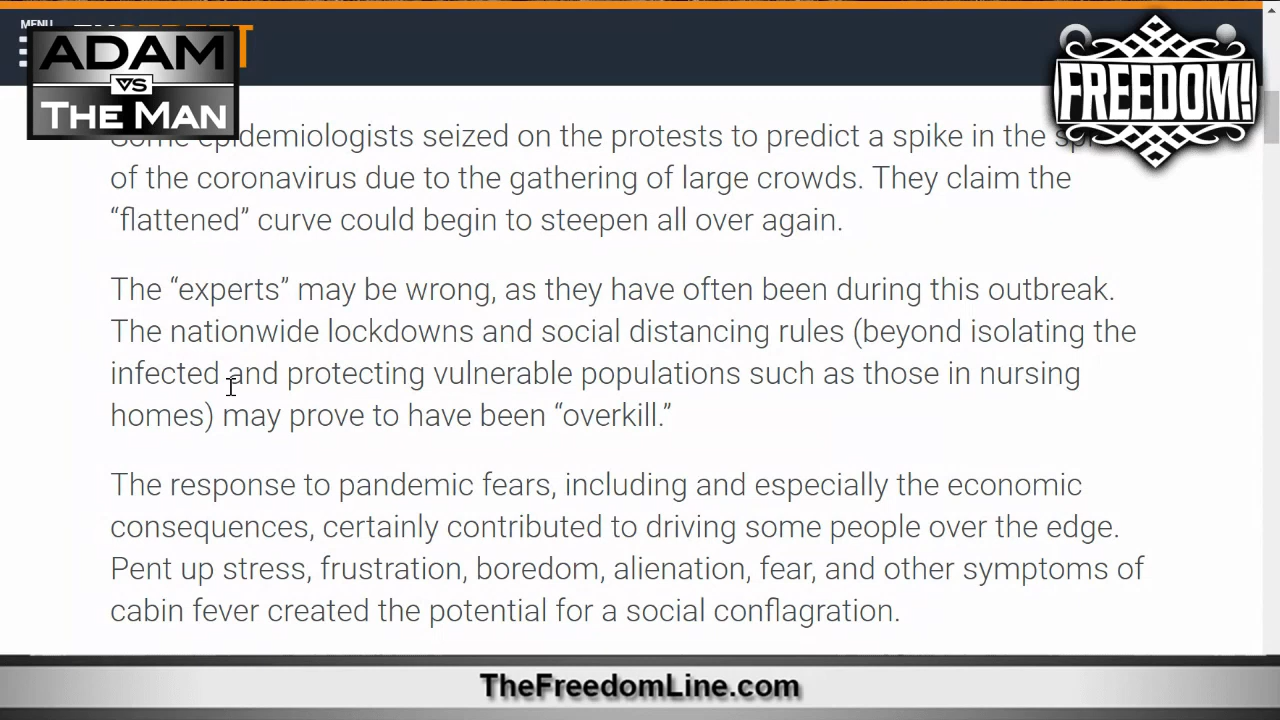 MENU
ADAM
VS
THE MAN
FREEDOM!
Some epidemiologists seized on the protests to predict a spike in the
of the coronavirus due to the gathering of large crowds. They claim the
“flattened” curve could begin to steepen all over again.
The “experts” may be wrong, as they have often been during this outbreak.
The nationwide lockdowns and social distancing rules (beyond isolating the
infected and protecting vulnerable populations such as those in nursing
homes) may prove to have been “overkill.”
The response to pandemic fears, including and especially the economic
consequences, certainly contributed to driving some people over the edge.
Pent up stress, frustration, boredom, alienation, fear, and other symptoms of
cabin fever created the potential for a social conflagration.
TheFreedomLine.com